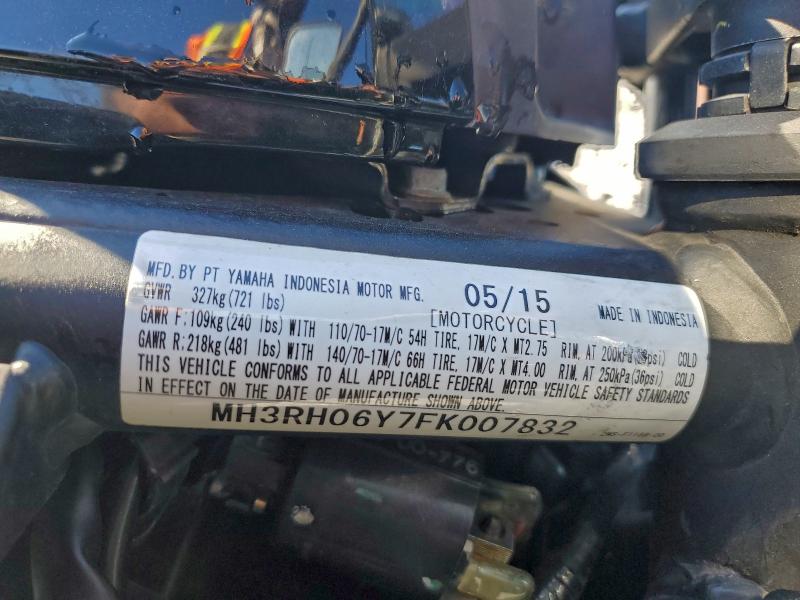 MFD. BY PT YAMAHA INDONESIA MOTOR MFG. 05/15 MADE IN INDONESIA
GVWR 327kg(721 lbs) [MOTORCYCLE]
GAWR F:109kg(240 lbs) WITH 110/70-17M/C 54H TIRE, 17M/C X MT2.75 RIM, AT 200kPa COLD
GAWR R:218kg(481 lbs) WITH 140/70-17M/C 66H TIRE, 17M/C X MT4.00 RIM, AT 250kPa(36psi) COLD
THIS VEHICLE CONFORMS TO ALL APPLICABLE FEDERAL MOTOR VEHICLE SAFETY STANDARDS
IN EFFECT ON THE DATE OF MANUFACTURE SHOWN ABOVE.
MH3RH06Y7FK007832